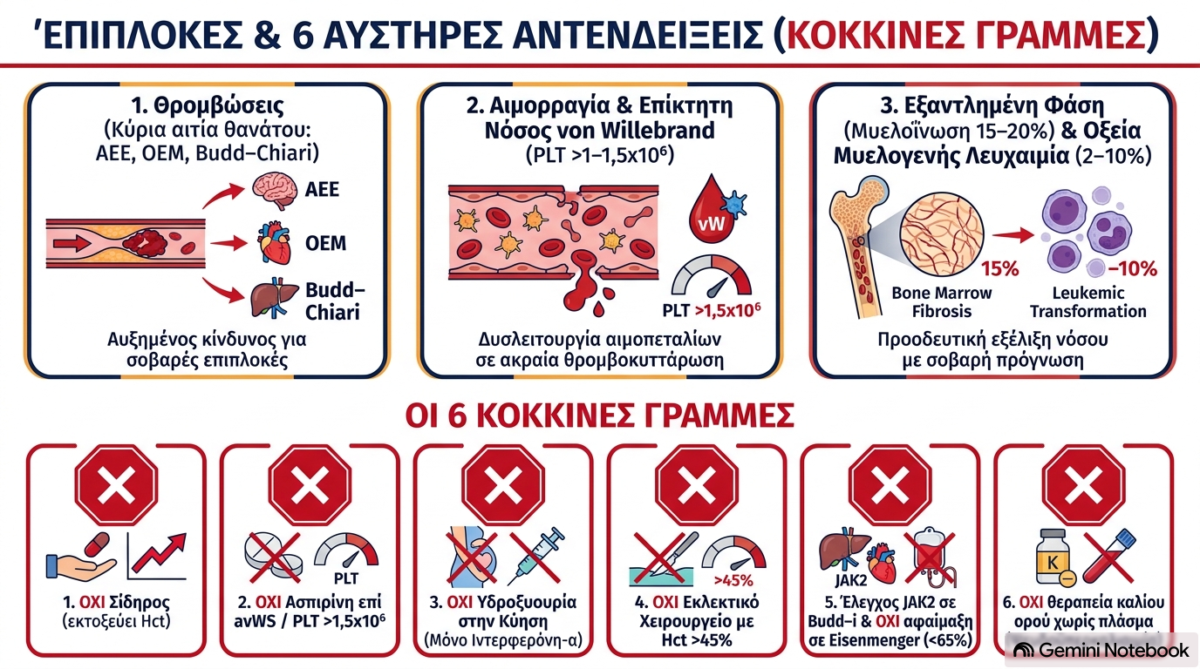 ΈΠΙΠΛΟΚΕΣ & 6 ΑΥΣΤΗΡΕΣ ΑΝΤΕΝΔΕΙΞΕΙΣ (ΚΟΚΚΙΝΕΣ ΓΡΑΜΜΕΣ)
1. Θρομβώσεις
(Κύρια αιτία θανάτου:
ΑΕΕ, ΟΕΜ, Budd–Chiari)
ΑΕΕ
ΟΕΜ
Budd–
Chiari
Αυξημένος κίνδυνος για
σοβαρές επιπλοκές
2. Αιμορραγία & Επίκτητη
Νόσος von Willebrand
(PLT >1–1,5x10⁶)
vW
PLT >1,5x10⁶
Δυσλειτουργία αιμοπεταλίων
σε ακραία θρομβοκυττάρωση
3. Εξαντλημένη Φάση
(Μυελοΐνωση 15–20%) & Οξεία
Μυελογενής Λευχαιμία (2–10%)
15%
–10%
Bone Marrow
Fibrosis
Leukemic
Transformation
Προοδευτική εξέλιξη νόσου
με σοβαρή πρόγνωση
ΟΙ 6 ΚΟΚΚΙΝΕΣ ΓΡΑΜΜΕΣ
1. ΟΧΙ Σίδηρος
(εκτοξεύει Hct)
PLT
2. ΟΧΙ Ασπιρίνη επί
avWS / PLT >1,5x10⁶
3. ΟΧΙ Υδροξυουρία
στην Κύηση
(Μόνο Ιντερφερόνη-α)
>45%
4. ΟΧΙ Εκλεκτικό
Χειρουργείο με
Hct >45%
JAK2
5. Έλεγχος JAK2 σε
Budd–i & ΟΧΙ αφαίμαξη
σε Eisenmenger (<65%)
K
6. ΟΧΙ θεραπεία καλίου
ορού χωρίς πλάσμα
Gemini Notebook